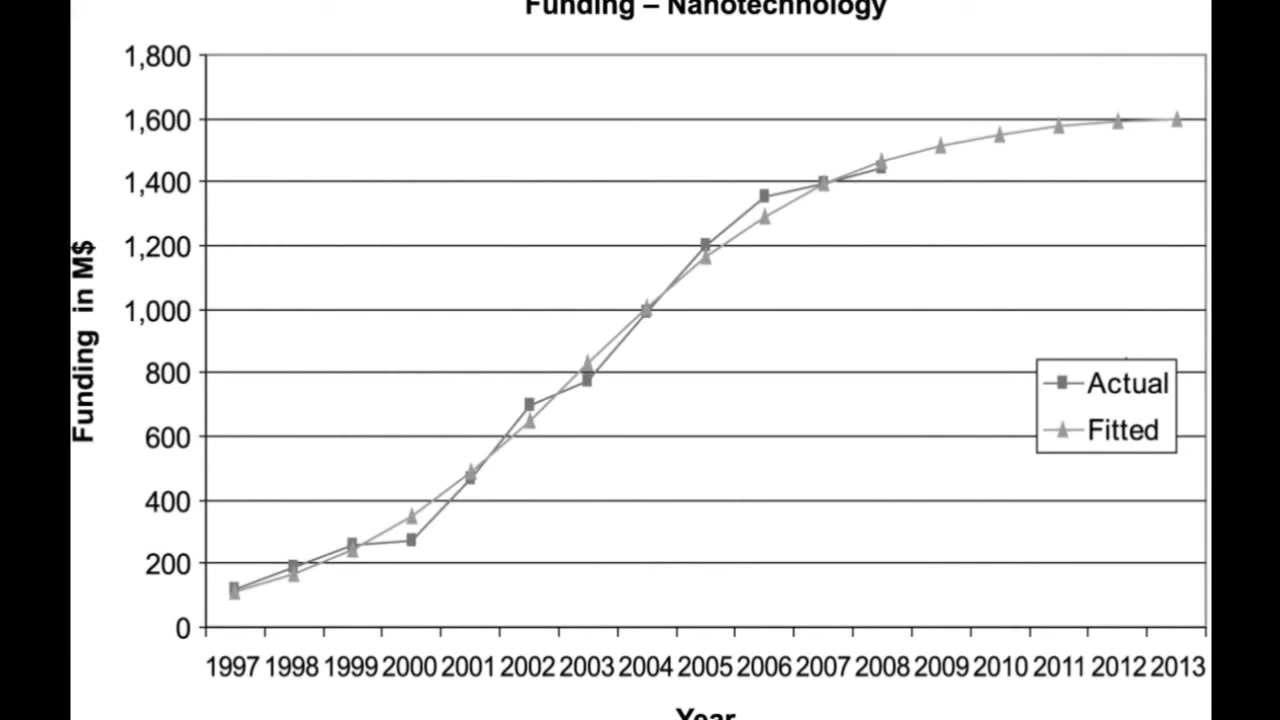 Funding – Nanotechnology
1,800
1,600
1,400
1,200
1,000
800
600
400
200
0
Funding in M$
Actual
Fitted
1997 1998 1999 2000 2001 2002 2003 2004 2005 2006 2007 2008 2009 2010 2011 2012 2013
Year